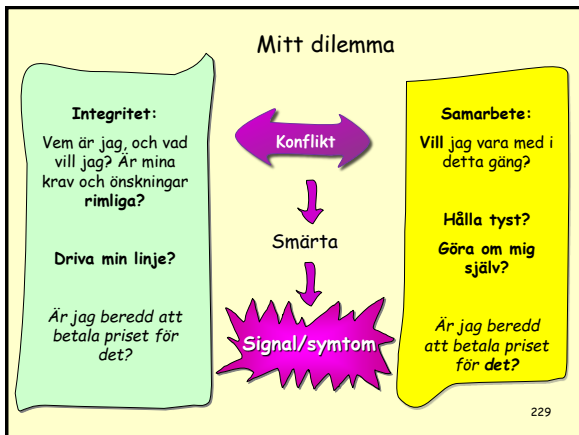 Mitt dilemma
Integritet:
Vem är jag, och vad
vill jag? Är mina
krav och önskningar
rimliga?
Driva min linje?
Är jag beredd att
betala priset för
det?
Konflikt
Smärta
Signal/symtom
Samarbete:
Vill jag vara med i
detta gäng?
Hålla tyst?
Göra om mig
själv?
Är jag beredd
att betala priset
för det?
229